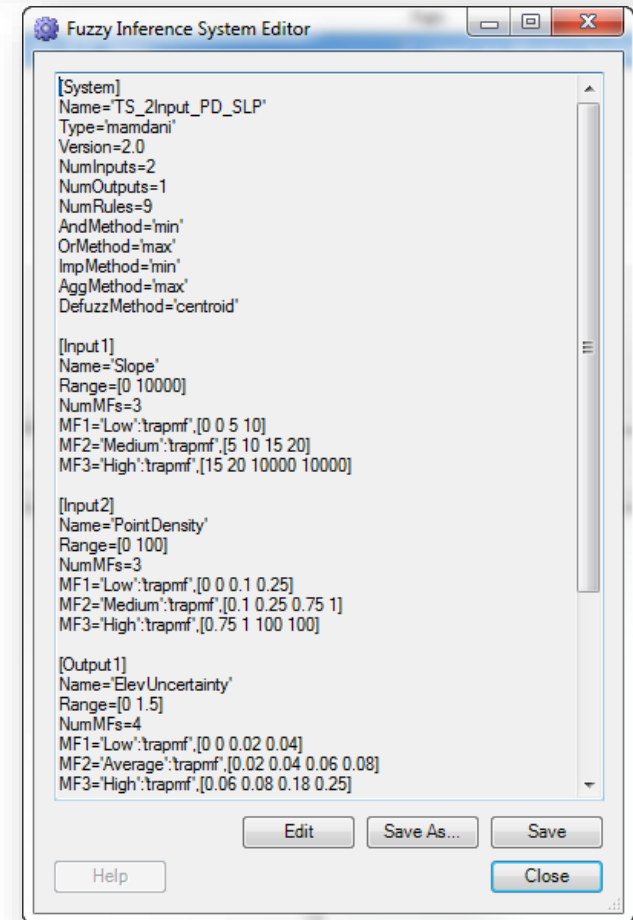 Fuzzy Inference System Editor
[System]
Name='TS_2Input_PD_SLP'
Type='mamdani'
Version=2.0
NumInputs=2
NumOutputs=1
NumRules=9
AndMethod='min'
OrMethod='max'
ImpMethod='min'
AggMethod='max'
DefuzzMethod='centroid'
[Input1]
Name='Slope'
Range=[0 10000]
NumMFs=3
MF1='Low':'trapmf',[0 0 5 10]
MF2='Medium':'trapmf',[5 10 15 20]
MF3='High':'trapmf',[15 20 10000 10000]
[Input2]
Name='PointDensity'
Range=[0 100]
NumMFs=3
MF1='Low':'trapmf',[0 0 0.1 0.25]
MF2='Medium':'trapmf',[0.1 0.25 0.75 1]
MF3='High':'trapmf',[0.75 1 100 100]
[Output1]
Name='ElevUncertainty'
Range=[0 1.5]
NumMFs=4
MF1='Low':'trapmf',[0 0 0.02 0.04]
MF2='Average':'trapmf',[0.02 0.04 0.06 0.08]
MF3='High':'trapmf',[0.06 0.08 0.18 0.25]
Edit
Save As...
Save
Help
Close